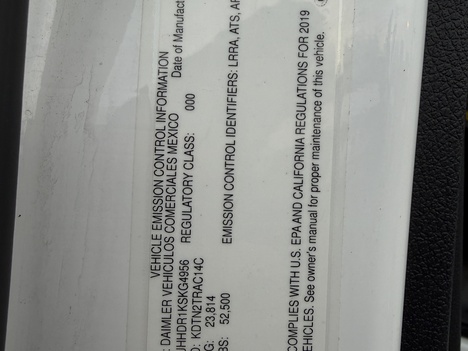 VEHICLE EMISSION CONTROL INFORMATION
: DAIMLER VEHICULOS COMERCIALES MEXICO Date of Manufact
JHHDR1KSKG4956 REGULATORY CLASS: 000
: KDTN2TRAC14C
G: 23,814
BS: 52,500 EMISSION CONTROL IDENTIFIERS: LRRA, ATS,
COMPLIES WITH U.S. EPA AND CALIFORNIA REGULATIONS FOR 2019
EHICLES. See owner's manual for proper maintenance of this vehicle.